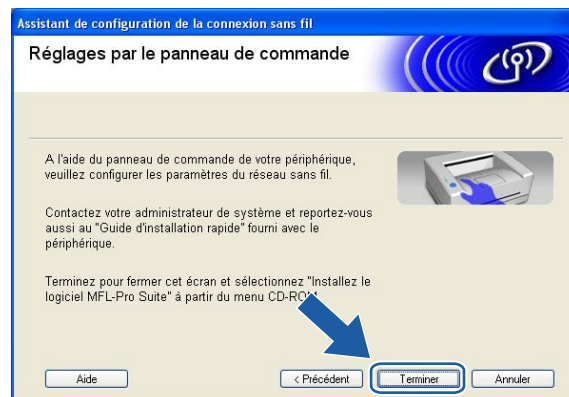 Assistant de configuration de la connexion sans fil
Réglages par le panneau de commande
A l'aide du panneau de commande de votre périphérique,
veuillez configurer les paramètres du réseau sans fil.
Contactez votre administrateur de système et reportez-vous
aussi au "Guide d'installation rapide" fourni avec le
périphérique.
Terminez pour fermer cet écran et sélectionnez "Installez le
logiciel MFL-Pro Suite" à partir du menu CD-ROM.
Aide
< Précédent
Terminer
Annuler